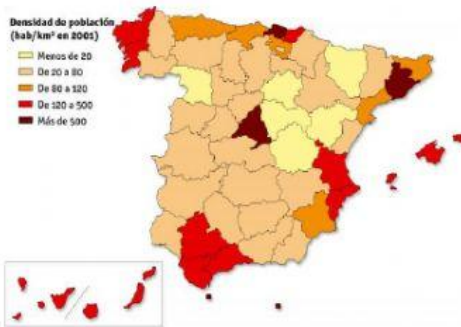 Densidad de población
(hab/km² en 2001)
Menos de 20
De 20 a 80
De 80 a 120
De 120 a 500
Más de 500